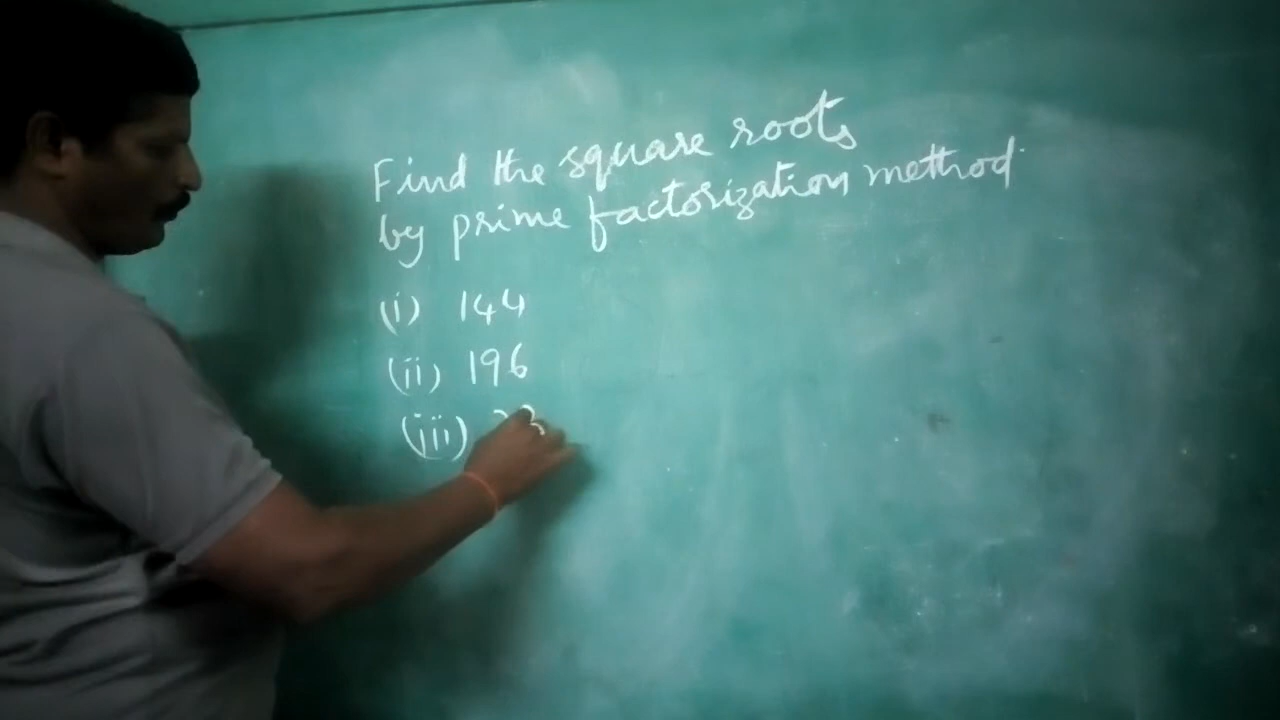 Find the square roots
by prime factorization method
(i) 144
(ii) 196
(iii)